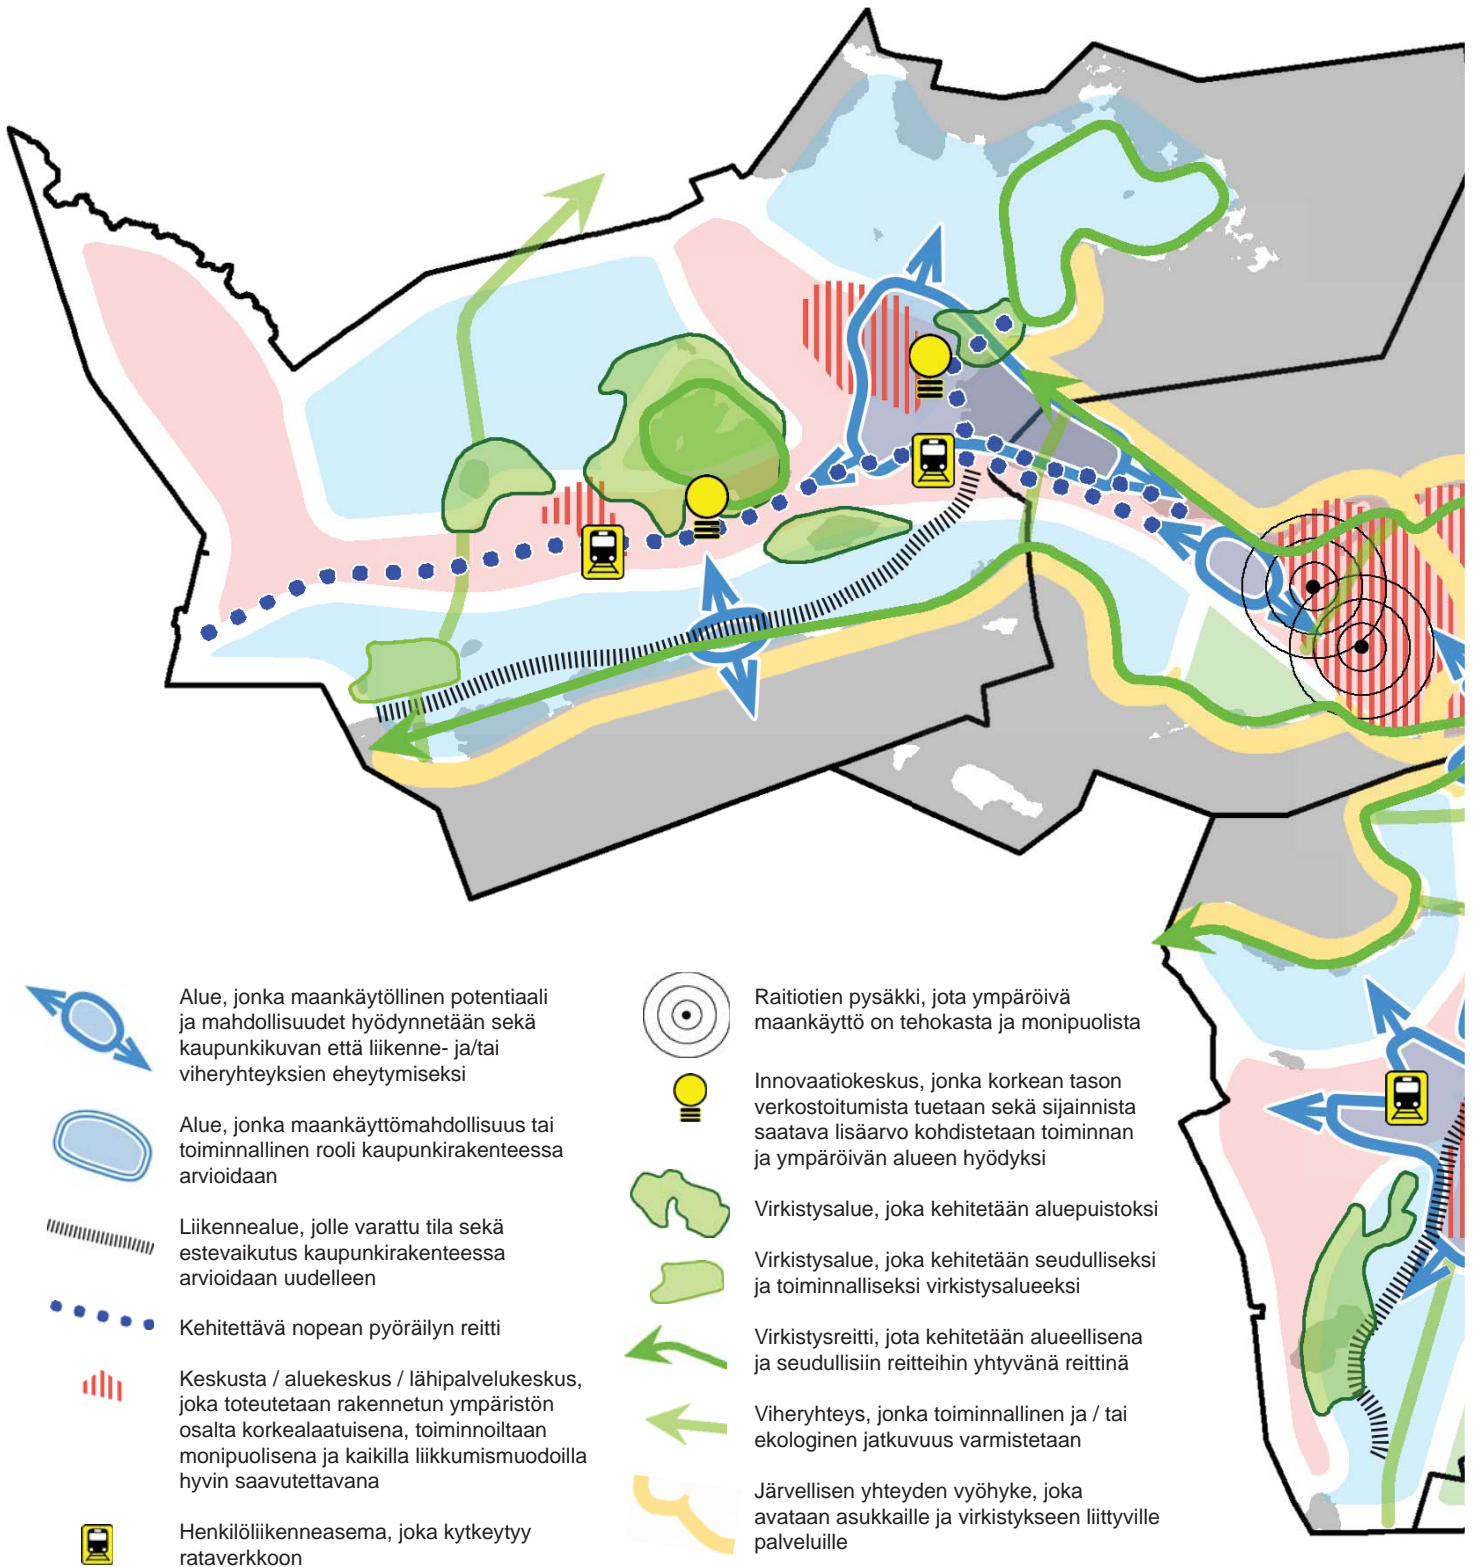 Alue, jonka maankäytöllinen potentiaali
ja mahdollisuudet hyödynnetään sekä
kaupunkikuvan että liikenne- ja/tai
viheryhteyksien eheytymiseksi
Alue, jonka maankäyttömahdollisuus tai
toiminnallinen rooli kaupunkirakenteessa
arvioidaan
Liikennealue, jolle varattu tila sekä
estevaikutus kaupunkirakenteessa
arvioidaan uudelleen
Kehitettävä nopean pyöräilyn reitti
Keskusta / aluekeskus / lähipalvelukeskus,
joka toteutetaan rakennetun ympäristön
osalta korkealaatuisena, toiminnoiltaan
monipuolisena ja kaikilla liikkumismuodoilla
hyvin saavutettavana
Henkilöliikenneasema, joka kytkeytyy
rataverkkoon
Raitiotien pysäkki, jota ympäröivä
maankäyttö on tehokasta ja monipuolista
Innovaatiokeskus, jonka korkean tason
verkostoitumista tuetaan sekä sijainnista
saatava lisäarvo kohdistetaan toiminnan
ja ympäröivän alueen hyödyksi
Virkistysalue, joka kehitetään aluepuistoksi
Virkistysalue, joka kehitetään seudulliseksi
ja toiminnalliseksi virkistysalueeksi
Virkistysreitti, jota kehitetään alueellisena
ja seudullisiin reitteihin yhtyvänä reittinä
Viheryhteys, jonka toiminnallinen ja / tai
ekologinen jatkuvuus varmistetaan
Järvellisen yhteyden vyöhyke, joka
avataan asukkaille ja virkistykseen liittyville
palveluille